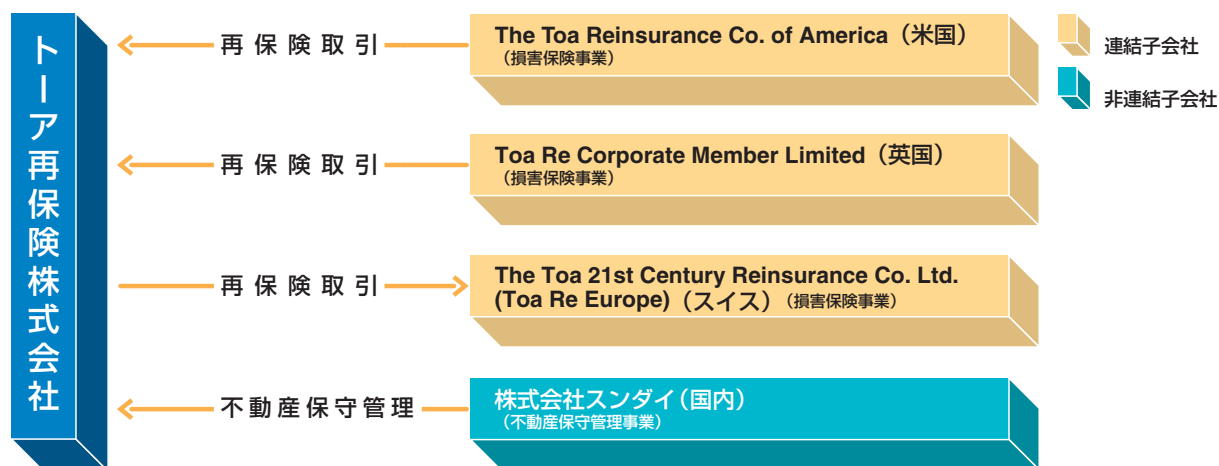 トーア再保険株式会社
再保険取引
The Toa Reinsurance Co. of America（米国）
（損害保険事業）
連結子会社
非連結子会社
再保険取引
Toa Re Corporate Member Limited（英国）
（損害保険事業）
再保険取引
The Toa 21st Century Reinsurance Co. Ltd.
(Toa Re Europe)（スイス）（損害保険事業）
不動産保守管理
株式会社スンダイ（国内）
（不動産保守管理事業）